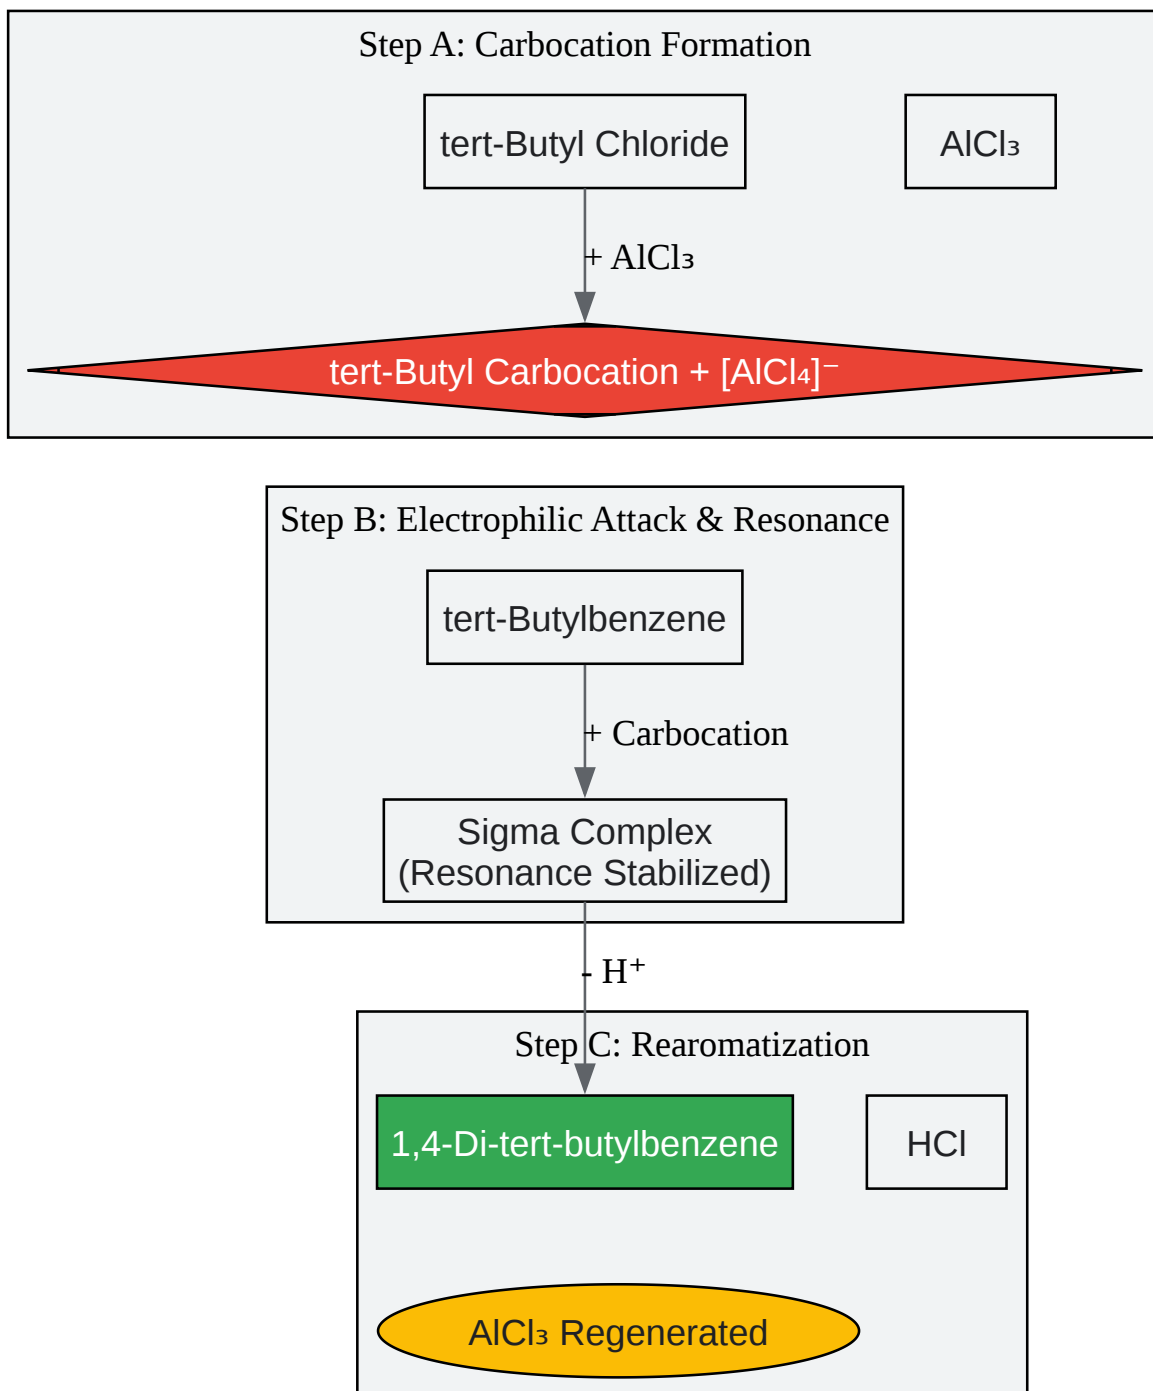 Step A: Carbocation Formation
tert-Butyl Chloride
AlCl₃
+ AlCl₃
tert-Butyl Carbocation + [AlCl₄]⁻
Step B: Electrophilic Attack & Resonance
tert-Butylbenzene
+ Carbocation
Sigma Complex
(Resonance Stabilized)
- H⁺
Step C: Rearomatization
1,4-Di-tert-butylbenzene
HCl
AlCl₃ Regenerated